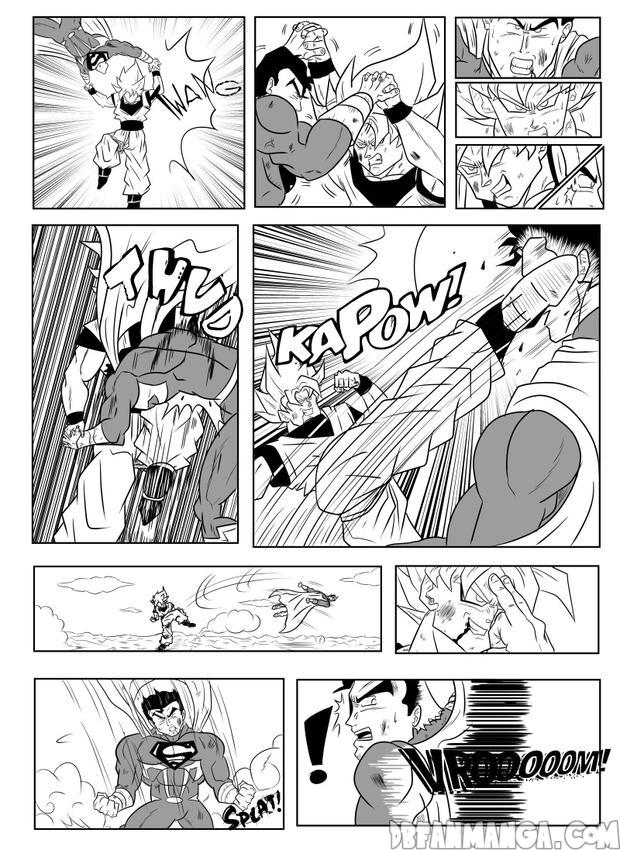 TWANG
THUD
KAPOW!
SPLAT!
!
VROOOOOM!
DBFANMANGA.COM